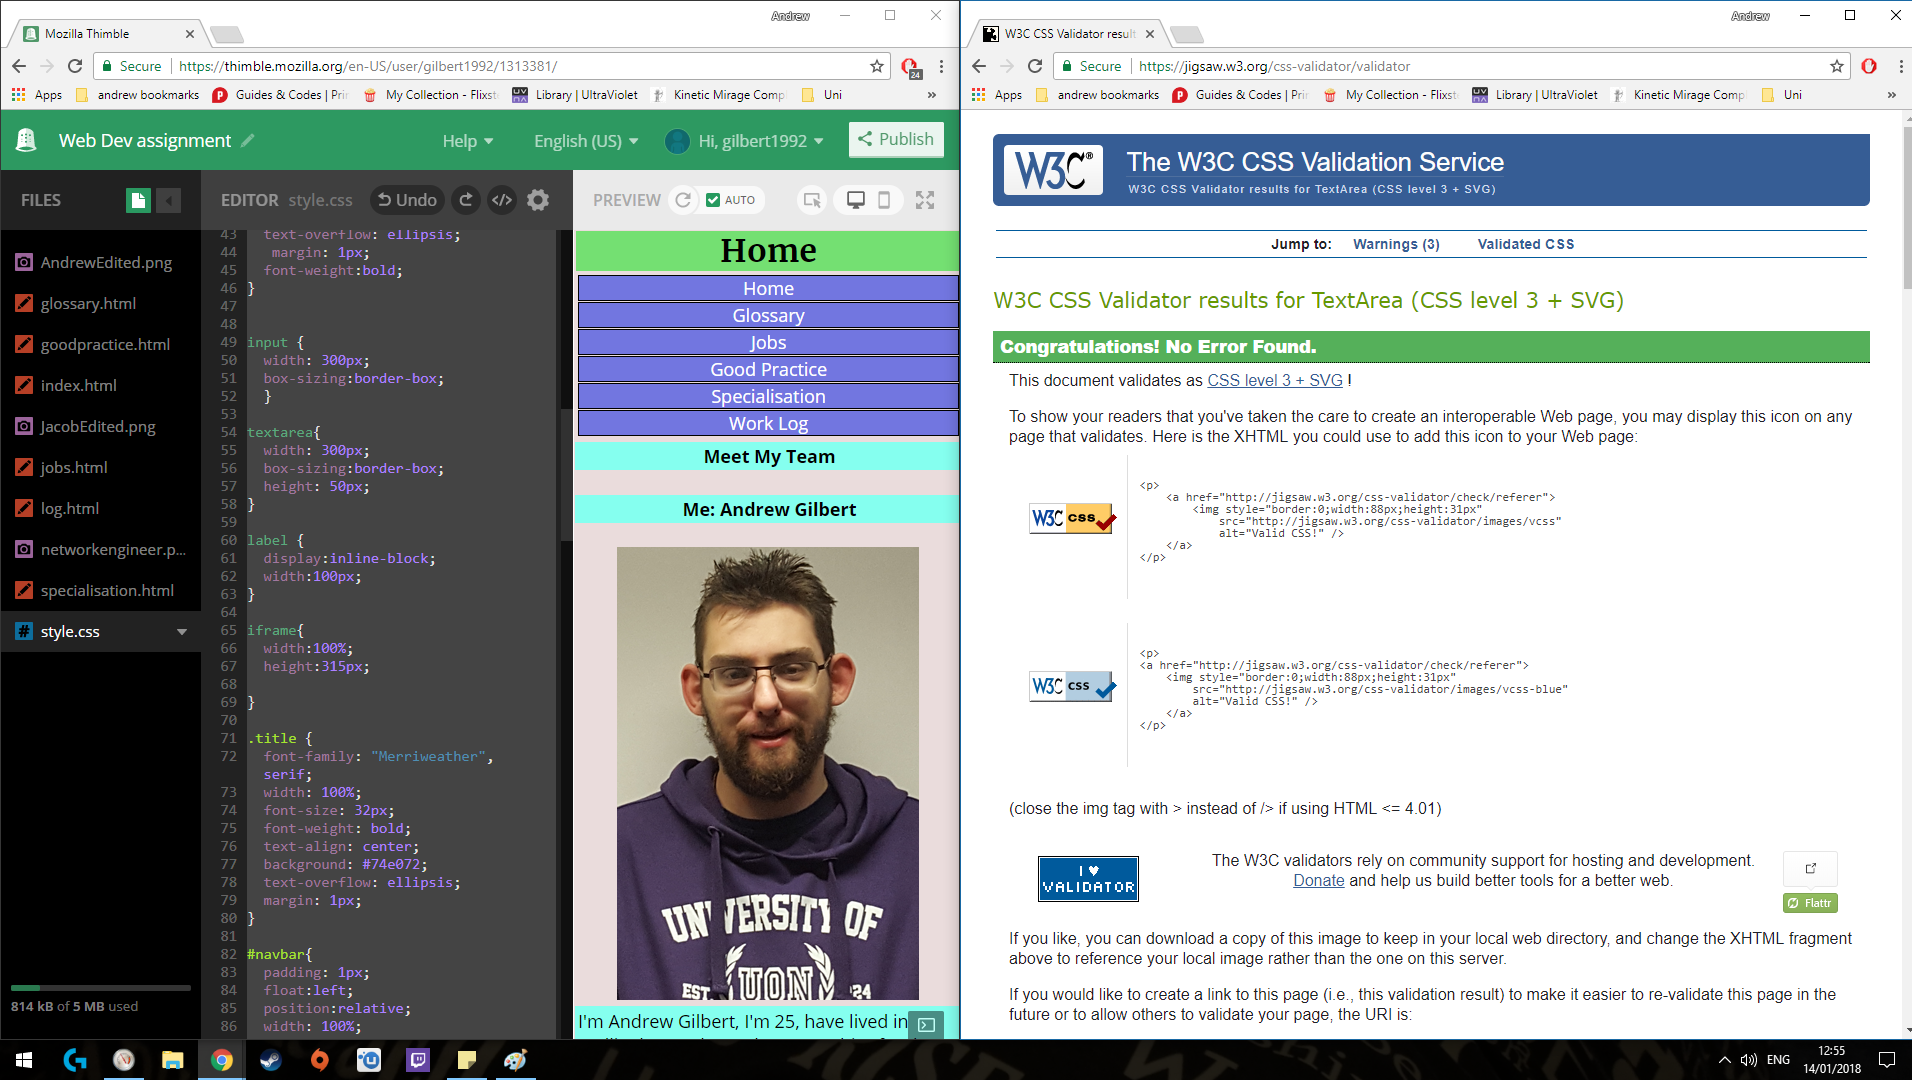 Andrew
Mozilla Thimble
Secure
https://thimble.mozilla.org/en-US/user/gilbert1992/1313381/
24
Apps
andrew bookmarks
Guides & Codes | Prin
My Collection - Flixste
Library | UltraViolet
Kinetic Mirage Comp
Uni
»
Web Dev assignment
Help
English (US)
Hi, gilbert1992
Publish
FILES
EDITOR style.css
Undo
</>
PREVIEW
AUTO
AndrewEdited.png
glossary.html
goodpractice.html
index.html
JacobEdited.png
jobs.html
log.html
networkengineer.p...
specialisation.html
# style.css
814 kB of 5 MB used
43 text-overflow: ellipsis;
44 margin: 1px;
45 font-weight:bold;
46 }
47
48
49 input {
50 width: 300px;
51 box-sizing:border-box;
52 }
53
54 textarea{
55 width: 300px;
56 box-sizing:border-box;
57 height: 50px;
58 }
59
60 label {
61 display:inline-block;
62 width:100px;
63 }
64
65 iframe{
66 width:100%;
67 height:315px;
68
69 }
70
71 .title {
72 font-family: "Merriweather",
serif;
73 width: 100%;
74 font-size: 32px;
75 font-weight: bold;
76 text-align: center;
77 background: #74e072;
78 text-overflow: ellipsis;
79 margin: 1px;
80 }
81
82 #navbar{
83 padding: 1px;
84 float:left;
85 position:relative;
86 width: 100%;
Home
Home
Glossary
Jobs
Good Practice
Specialisation
Work Log
Meet My Team
Me: Andrew Gilbert
UNIVERSITY OF
UON
EST
24
I'm Andrew Gilbert, I'm 25, have lived in
Andrew
W3C CSS Validator result
Secure
https://jigsaw.w3.org/css-validator/validator
Apps
andrew bookmarks
Guides & Codes | Prin
My Collection - Flixste
Library | UltraViolet
Kinetic Mirage Comp
Uni
»
W3C®
The W3C CSS Validation Service
W3C CSS Validator results for TextArea (CSS level 3 + SVG)
Jump to: Warnings (3) Validated CSS
W3C CSS Validator results for TextArea (CSS level 3 + SVG)
Congratulations! No Error Found.
This document validates as CSS level 3 + SVG !
To show your readers that you've taken the care to create an interoperable Web page, you may display this icon on any
page that validates. Here is the XHTML you could use to add this icon to your Web page:
W3C css
<p>
<a href="http://jigsaw.w3.org/css-validator/check/referer">
<img style="border:0;width:88px;height:31px"
src="http://jigsaw.w3.org/css-validator/images/vcss"
alt="Valid CSS!" />
</a>
</p>
W3C css
<p>
<a href="http://jigsaw.w3.org/css-validator/check/referer">
<img style="border:0;width:88px;height:31px"
src="http://jigsaw.w3.org/css-validator/images/vcss-blue"
alt="Valid CSS!" />
</a>
</p>
(close the img tag with > instead of /> if using HTML <= 4.01)
I ♥
VALIDATOR
The W3C validators rely on community support for hosting and development.
Donate and help us build better tools for a better web.
Flattr
If you like, you can download a copy of this image to keep in your local web directory, and change the XHTML fragment
above to reference your local image rather than the one on this server.
If you would like to create a link to this page (i.e., this validation result) to make it easier to re-validate this page in the
future or to allow others to validate your page, the URI is:
ENG
12:55
14/01/2018